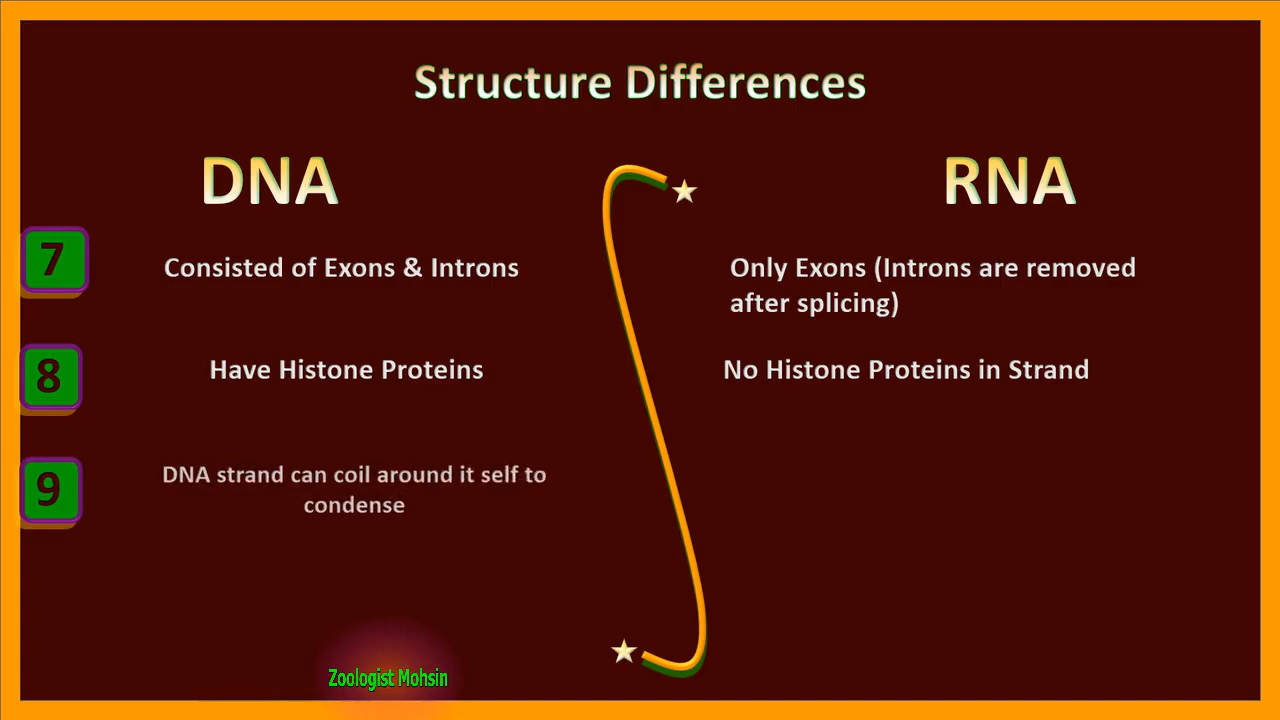 Structure Differences
DNA
RNA
7
Consisted of Exons & Introns
Only Exons (Introns are removed
after splicing)
8
Have Histone Proteins
No Histone Proteins in Strand
9
DNA strand can coil around it self to
condense
Zoologist Mohsin